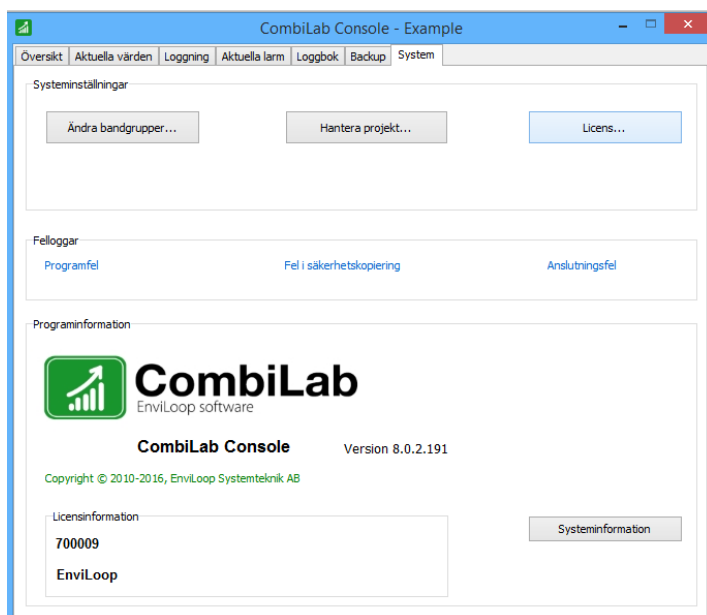 CombiLab Console - Example
Översikt Aktuella värden Loggning Aktuella larm Loggbok Backup System
Systeminställningar
Ändra bandgrupper... Hantera projekt... Licens...
Felloggar
Programfel Fel i säkerhetskopiering Anslutningsfel
Programinformation
CombiLab
EnviLoop software
CombiLab Console Version 8.0.2.191
Copyright © 2010-2016, EnviLoop Systemteknik AB
Licensinformation
700009
EnviLoop
Systeminformation